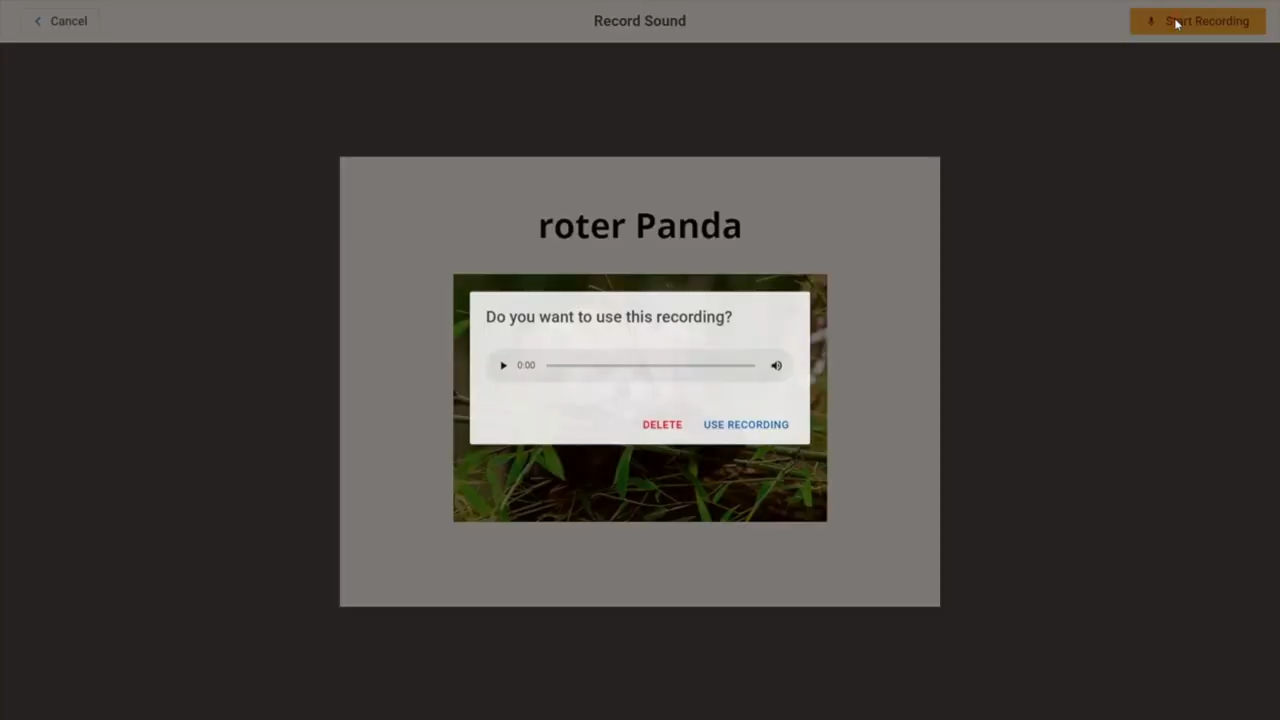 Cancel
Record Sound
Start Recording
roter Panda
Do you want to use this recording?
0:00
DELETE
USE RECORDING